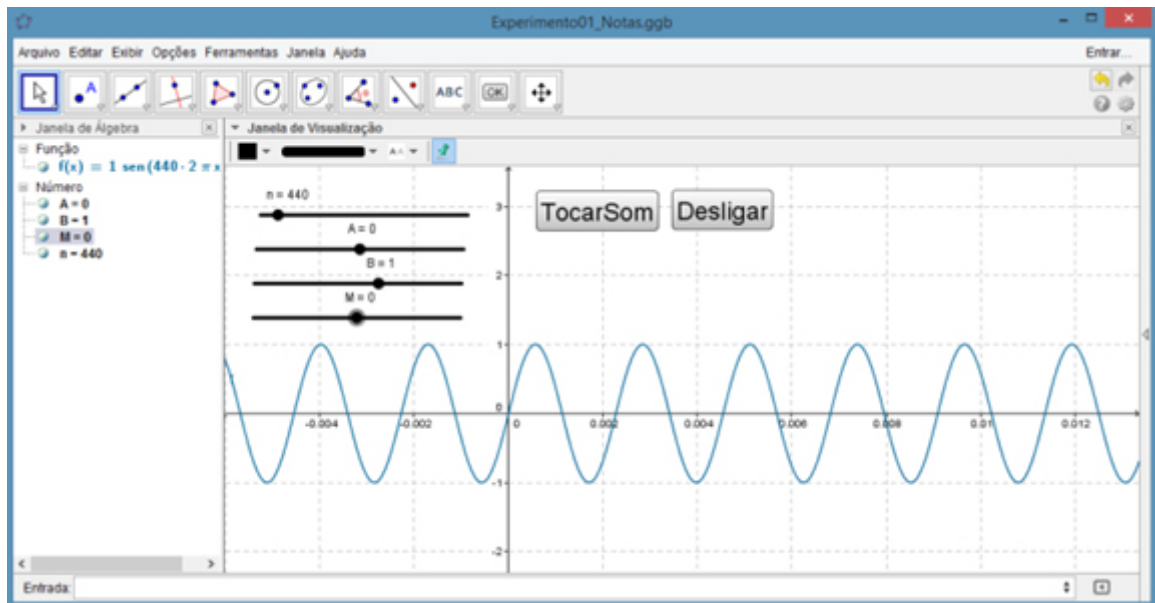 Experimento01_Notas.ggb
Arquivo Editar Exibir Opções Ferramentas Janela Ajuda
Entrar...
A
ABC
OK
Janela de Álgebra
Janela de Visualização
Função
f(x) = 1 sen(440 · 2 π x
Número
A = 0
B = 1
M = 0
n = 440
n = 440
A = 0
B = 1
M = 0
TocarSom
Desligar
3
2
1
0
-1
-2
-0.004
-0.002
0
0.002
0.004
0.006
0.008
0.01
0.012
Entrada: